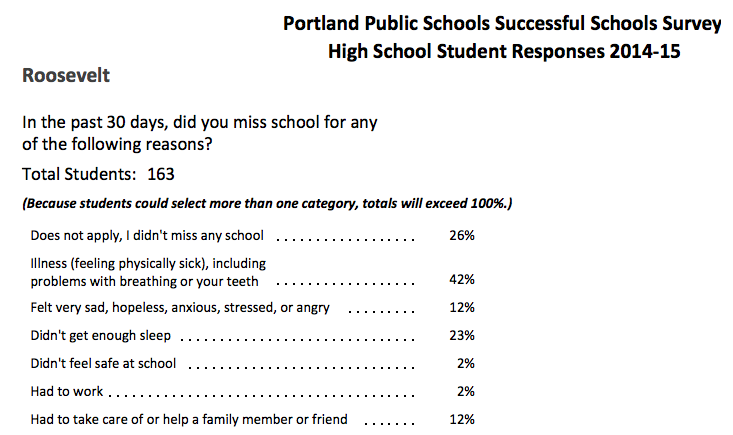 Portland Public Schools Successful Schools Survey
High School Student Responses 2014-15
Roosevelt
In the past 30 days, did you miss school for any
of the following reasons?
Total Students: 163
(Because students could select more than one category, totals will exceed 100%.)
Does not apply, I didn't miss any school . . . . . . . . . . . . . . . . . . 26%
Illness (feeling physically sick), including
problems with breathing or your teeth . . . . . . . . . . . . . . . . . . 42%
Felt very sad, hopeless, anxious, stressed, or angry . . . . . . . . . 12%
Didn't get enough sleep . . . . . . . . . . . . . . . . . . . . . . . . . . . . . 23%
Didn't feel safe at school . . . . . . . . . . . . . . . . . . . . . . . . . . . . 2%
Had to work . . . . . . . . . . . . . . . . . . . . . . . . . . . . . . . . . . . . . . 2%
Had to take care of or help a family member or friend . . . . . . . 12%